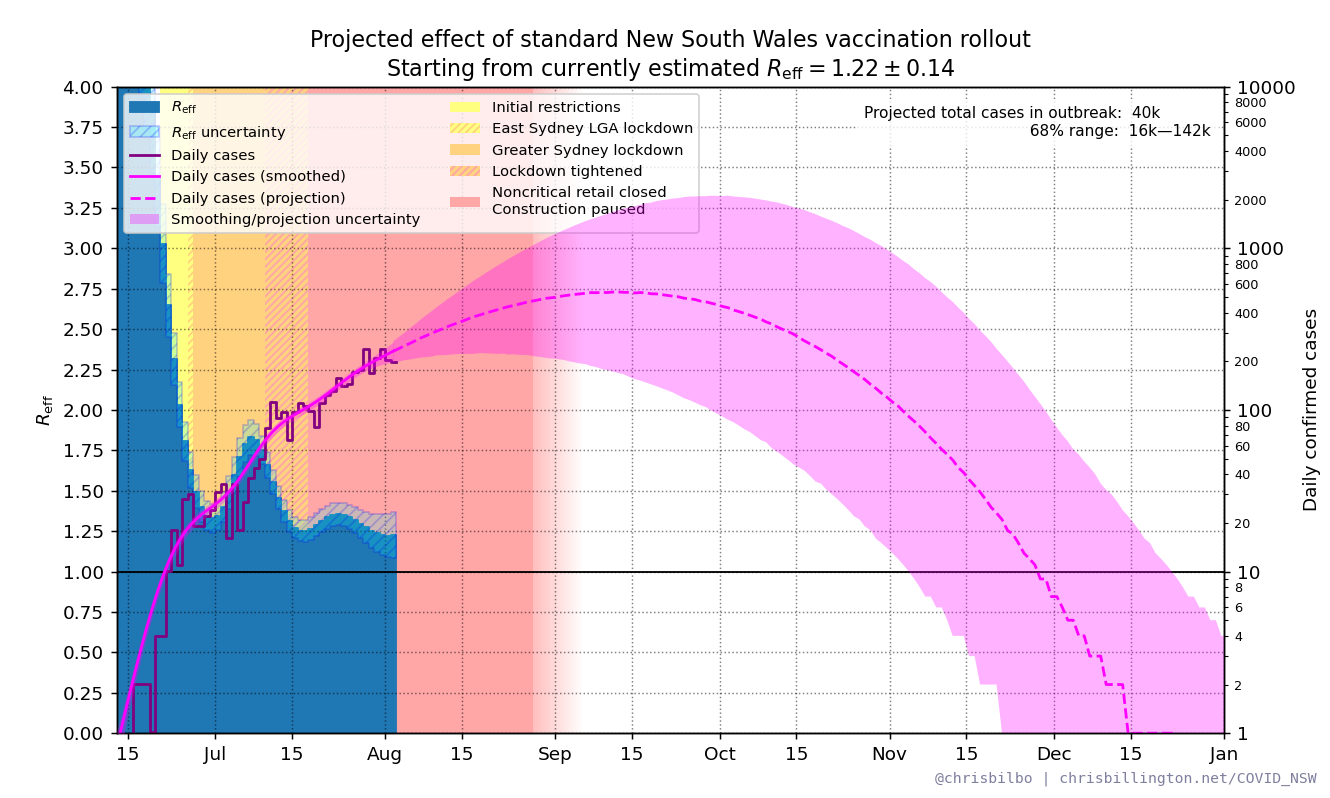 Projected effect of standard New South Wales vaccination rollout
Starting from currently estimated R_eff = 1.22 ± 0.14
R_eff
R_eff uncertainty
Daily cases
Daily cases (smoothed)
Daily cases (projection)
Smoothing/projection uncertainty
Initial restrictions
East Sydney LGA lockdown
Greater Sydney lockdown
Lockdown tightened
Noncritical retail closed
Construction paused
Projected total cases in outbreak: 40k
68% range: 16k—142k
R_eff
4.00
3.75
3.50
3.25
3.00
2.75
2.50
2.25
2.00
1.75
1.50
1.25
1.00
0.75
0.50
0.25
0.00
10000
8000
6000
4000
2000
1000
800
600
400
200
100
80
60
40
20
10
8
6
4
2
1
Daily confirmed cases
15 Jul 15 Aug 15 Sep 15 Oct 15 Nov 15 Dec 15 Jan
@chrisbilbo | chrisbillington.net/COVID_NSW